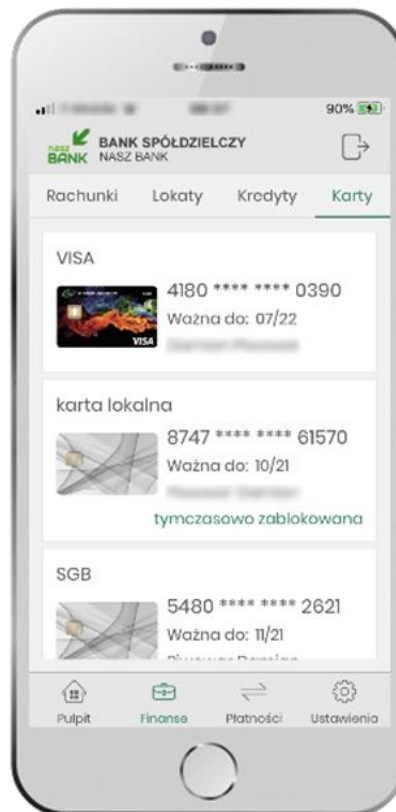 90%
nasz
BANK
BANK SPÓŁDZIELCZY
NASZ BANK
Rachunki Lokaty Kredyty Karty
VISA
4180 **** **** 0390
Ważna do: 07/22
VISA
karta lokalna
8747 **** **** 61570
Ważna do: 10/21
tymczasowo zablokowana
SGB
5480 **** **** 2621
Ważna do: 11/21
Pulpit Finanse Płatności Ustawienia